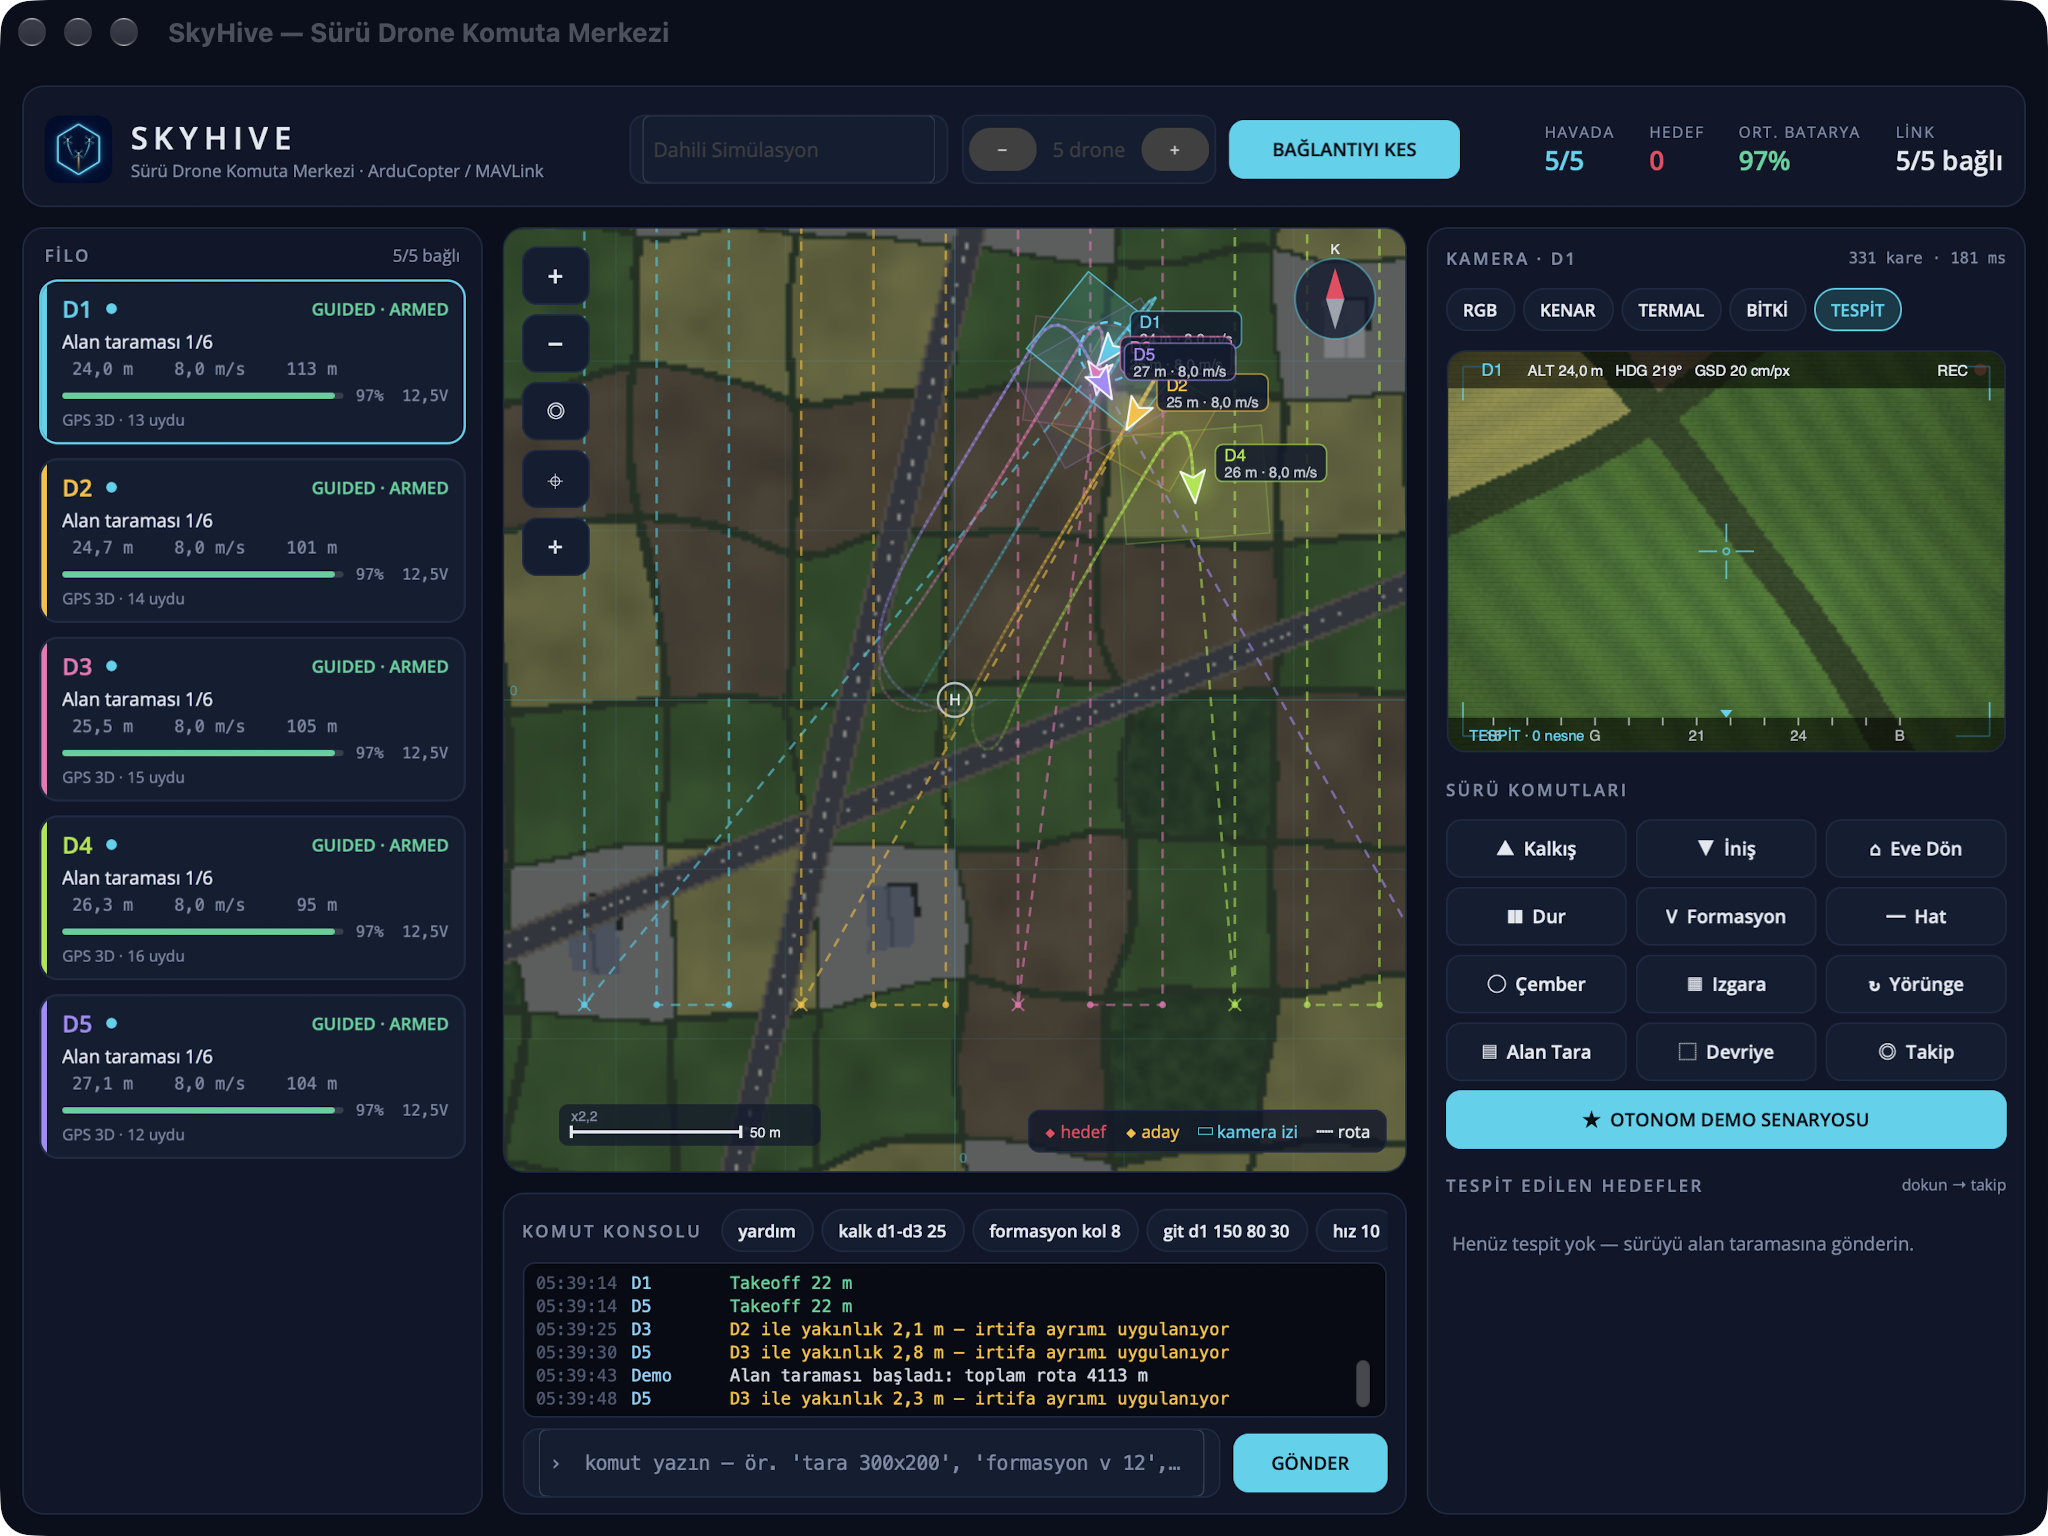 SkyHive — Sürü Drone Komuta Merkezi
SKYHIVE
Sürü Drone Komuta Merkezi · ArduCopter / MAVLink
Dahili Simülasyon
−
5 drone
+
BAĞLANTIYI KES
HAVADA
5/5
HEDEF
0
ORT. BATARYA
97%
LİNK
5/5 bağlı
FİLO
5/5 bağlı
D1
GUIDED · ARMED
Alan taraması 1/6
24,0 m 8,0 m/s 113 m
97% 12,5V
GPS 3D · 13 uydu
D2
GUIDED · ARMED
Alan taraması 1/6
24,7 m 8,0 m/s 101 m
97% 12,5V
GPS 3D · 14 uydu
D3
GUIDED · ARMED
Alan taraması 1/6
25,5 m 8,0 m/s 105 m
97% 12,5V
GPS 3D · 15 uydu
D4
GUIDED · ARMED
Alan taraması 1/6
26,3 m 8,0 m/s 95 m
97% 12,5V
GPS 3D · 16 uydu
D5
GUIDED · ARMED
Alan taraması 1/6
27,1 m 8,0 m/s 104 m
97% 12,5V
GPS 3D · 12 uydu
K
D1
D5
27 m · 8,0 m/s
D2
25 m · 8,0 m/s
D4
26 m · 8,0 m/s
0
H
x2,2
50 m
0
hedef aday kamera izi rota
KOMUT KONSOLU
yardım
kalk d1-d3 25
formasyon kol 8
git d1 150 80 30
hız 10
05:39:14 D1 Takeoff 22 m
05:39:14 D5 Takeoff 22 m
05:39:25 D3 D2 ile yakınlık 2,1 m — irtifa ayrımı uygulanıyor
05:39:30 D5 D3 ile yakınlık 2,8 m — irtifa ayrımı uygulanıyor
05:39:43 Demo Alan taraması başladı: toplam rota 4113 m
05:39:48 D5 D3 ile yakınlık 2,3 m — irtifa ayrımı uygulanıyor
› komut yazın — ör. 'tara 300x200', 'formasyon v 12',…
GÖNDER
KAMERA · D1
331 kare · 181 ms
RGB
KENAR
TERMAL
BİTKİ
TESPİT
D1 ALT 24,0 m HDG 219° GSD 20 cm/px REC
TESPİT · 0 nesne G 21 24 B
SÜRÜ KOMUTLARI
▲ Kalkış
▼ İniş
⌂ Eve Dön
Dur
V Formasyon
— Hat
◯ Çember
▦ Izgara
↻ Yörünge
▤ Alan Tara
Devriye
◎ Takip
★ OTONOM DEMO SENARYOSU
TESPİT EDİLEN HEDEFLER
dokun → takip
Henüz tespit yok — sürüyü alan taramasına gönderin.